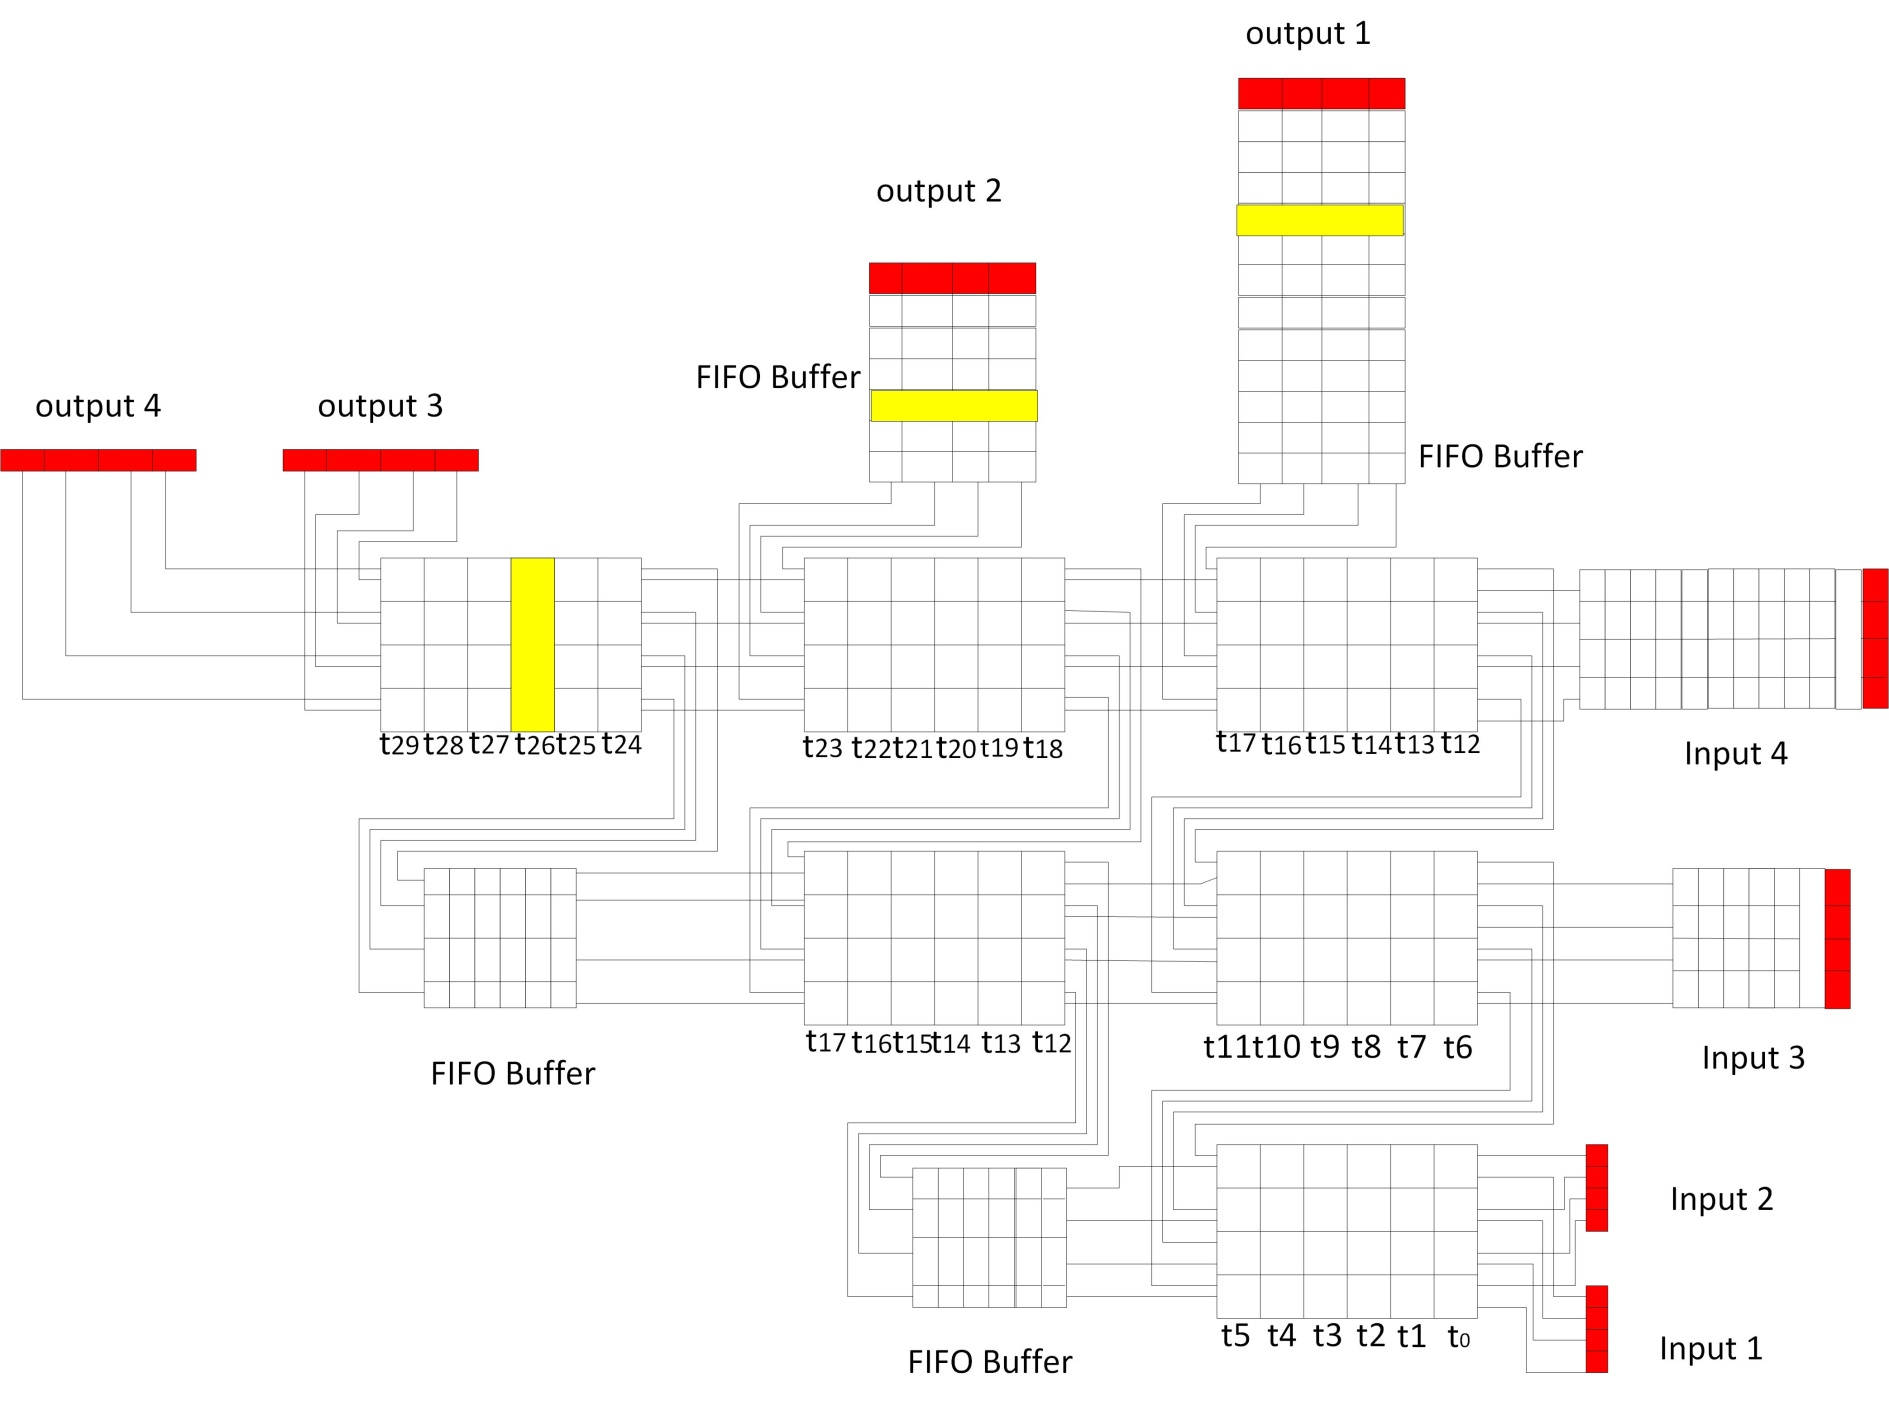 output 1
output 2
FIFO Buffer
output 4
output 3
FIFO Buffer
t29 t28 t27 t26 t25 t24
t23 t22 t21 t20 t19 t18
t17 t16 t15 t14 t13 t12
Input 4
t17 t16 t15 t14 t13 t12
t11 t10 t9 t8 t7 t6
Input 3
FIFO Buffer
Input 2
t5 t4 t3 t2 t1 t0
Input 1
FIFO Buffer